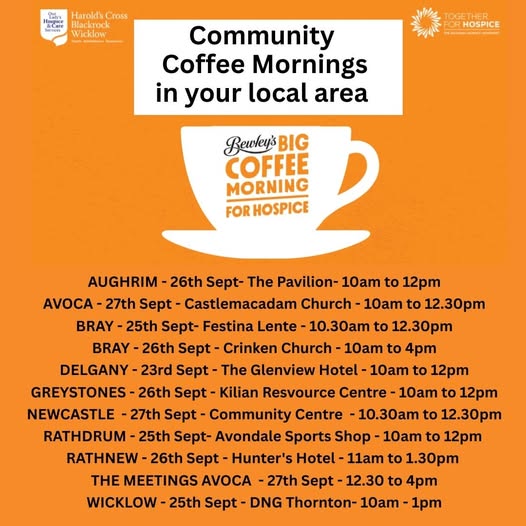 Our Lady's
Hospice & Care
Services
Harold's Cross
Blackrock
Wicklow
TOGETHER
FOR HOSPICE
Community
Coffee Mornings
in your local area
Bewley's BIG
COFFEE
MORNING
FOR HOSPICE
AUGHRIM - 26th Sept- The Pavilion- 10am to 12pm
AVOCA - 27th Sept - Castlemacadam Church - 10am to 12.30pm
BRAY - 25th Sept- Festina Lente - 10.30am to 12.30pm
BRAY - 26th Sept - Crinken Church - 10am to 4pm
DELGANY - 23rd Sept - The Glenview Hotel - 10am to 12pm
GREYSTONES - 26th Sept - Kilian Resvource Centre - 10am to 12pm
NEWCASTLE - 27th Sept - Community Centre - 10.30am to 12.30pm
RATHDRUM - 25th Sept- Avondale Sports Shop - 10am to 12pm
RATHNEW - 26th Sept - Hunter's Hotel - 11am to 1.30pm
THE MEETINGS AVOCA - 27th Sept - 12.30 to 4pm
WICKLOW - 25th Sept - DNG Thornton- 10am - 1pm